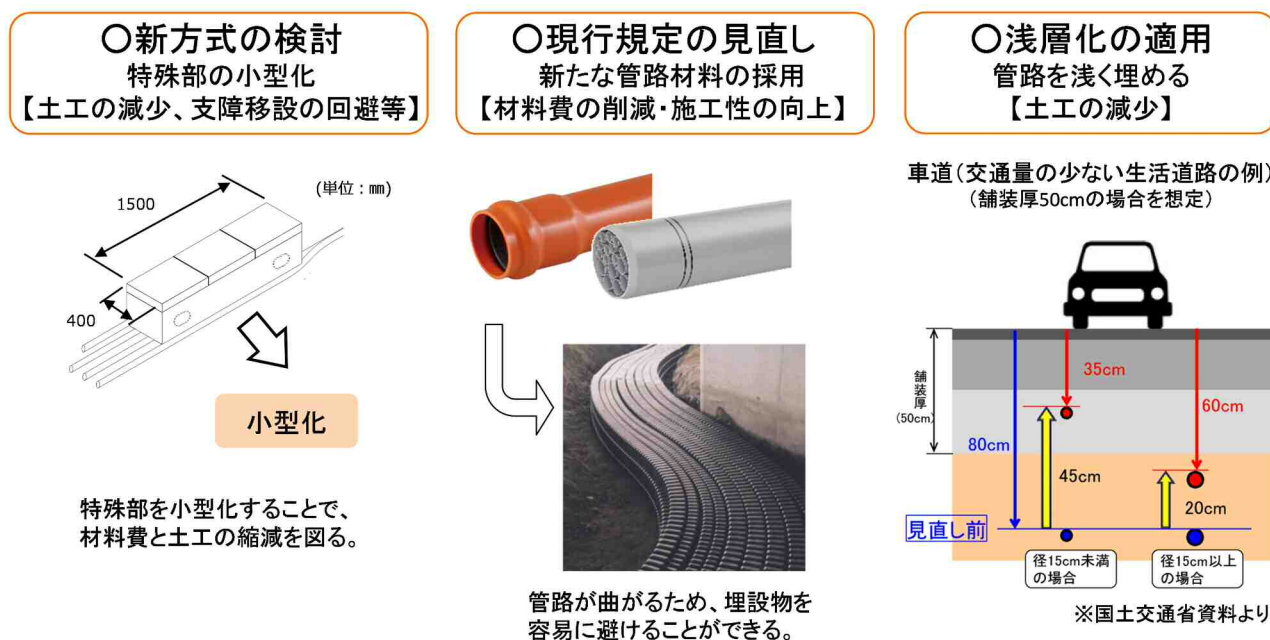 〇新方式の検討
特殊部の小型化
【土工の減少、支障移設の回避等】
(単位：㎜)
1500
400
小型化
特殊部を小型化することで、
材料費と土工の縮減を図る。
〇現行規定の見直し
新たな管路材料の採用
【材料費の削減・施工性の向上】
管路が曲がるため、埋設物を
容易に避けることができる。
〇浅層化の適用
管路を浅く埋める
【土工の減少】
車道(交通量の少ない生活道路の例)
(舗装厚50cmの場合を想定)
舗装厚
(50cm)
35cm
60cm
80cm
45cm
20cm
見直し前
径15cm未満
の場合
径15cm以上
の場合
※国土交通省資料より